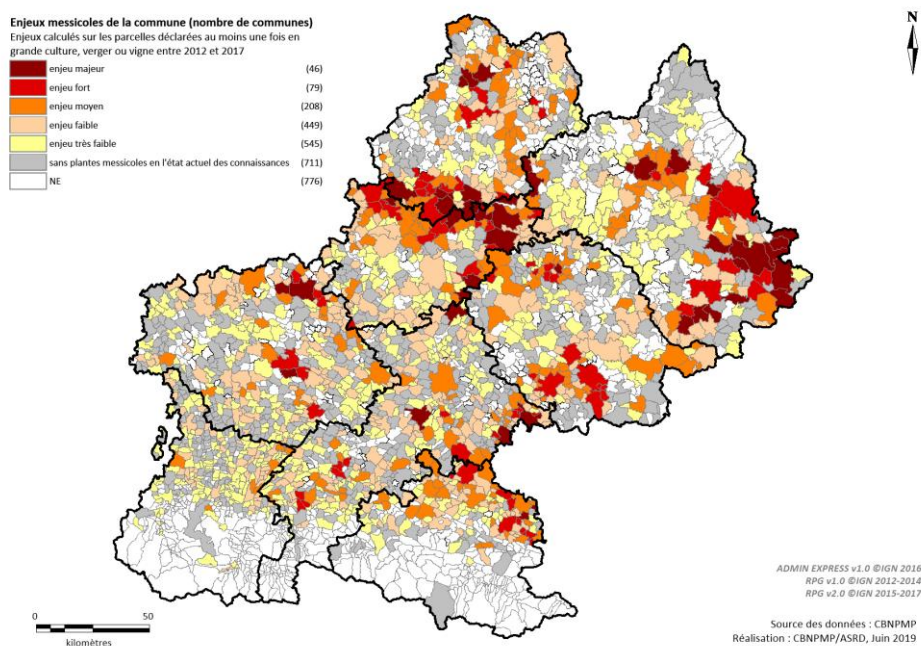 Enjeux messicoles de la commune (nombre de communes)
Enjeux calculés sur les parcelles déclarées au moins une fois en
grande culture, verger ou vigne entre 2012 et 2017
enjeu majeur (46)
enjeu fort (79)
enjeu moyen (208)
enjeu faible (449)
enjeu très faible (545)
sans plantes messicoles en l'état actuel des connaissances (711)
NE (776)
N
0 50
kilomètres
ADMIN EXPRESS v1.0 ©IGN 2016
RPG v1.0 ©IGN 2012-2014
RPG v2.0 ©IGN 2015-2017
Source des données : CBNPMP
Réalisation : CBNPMP/ASRD, Juin 2019